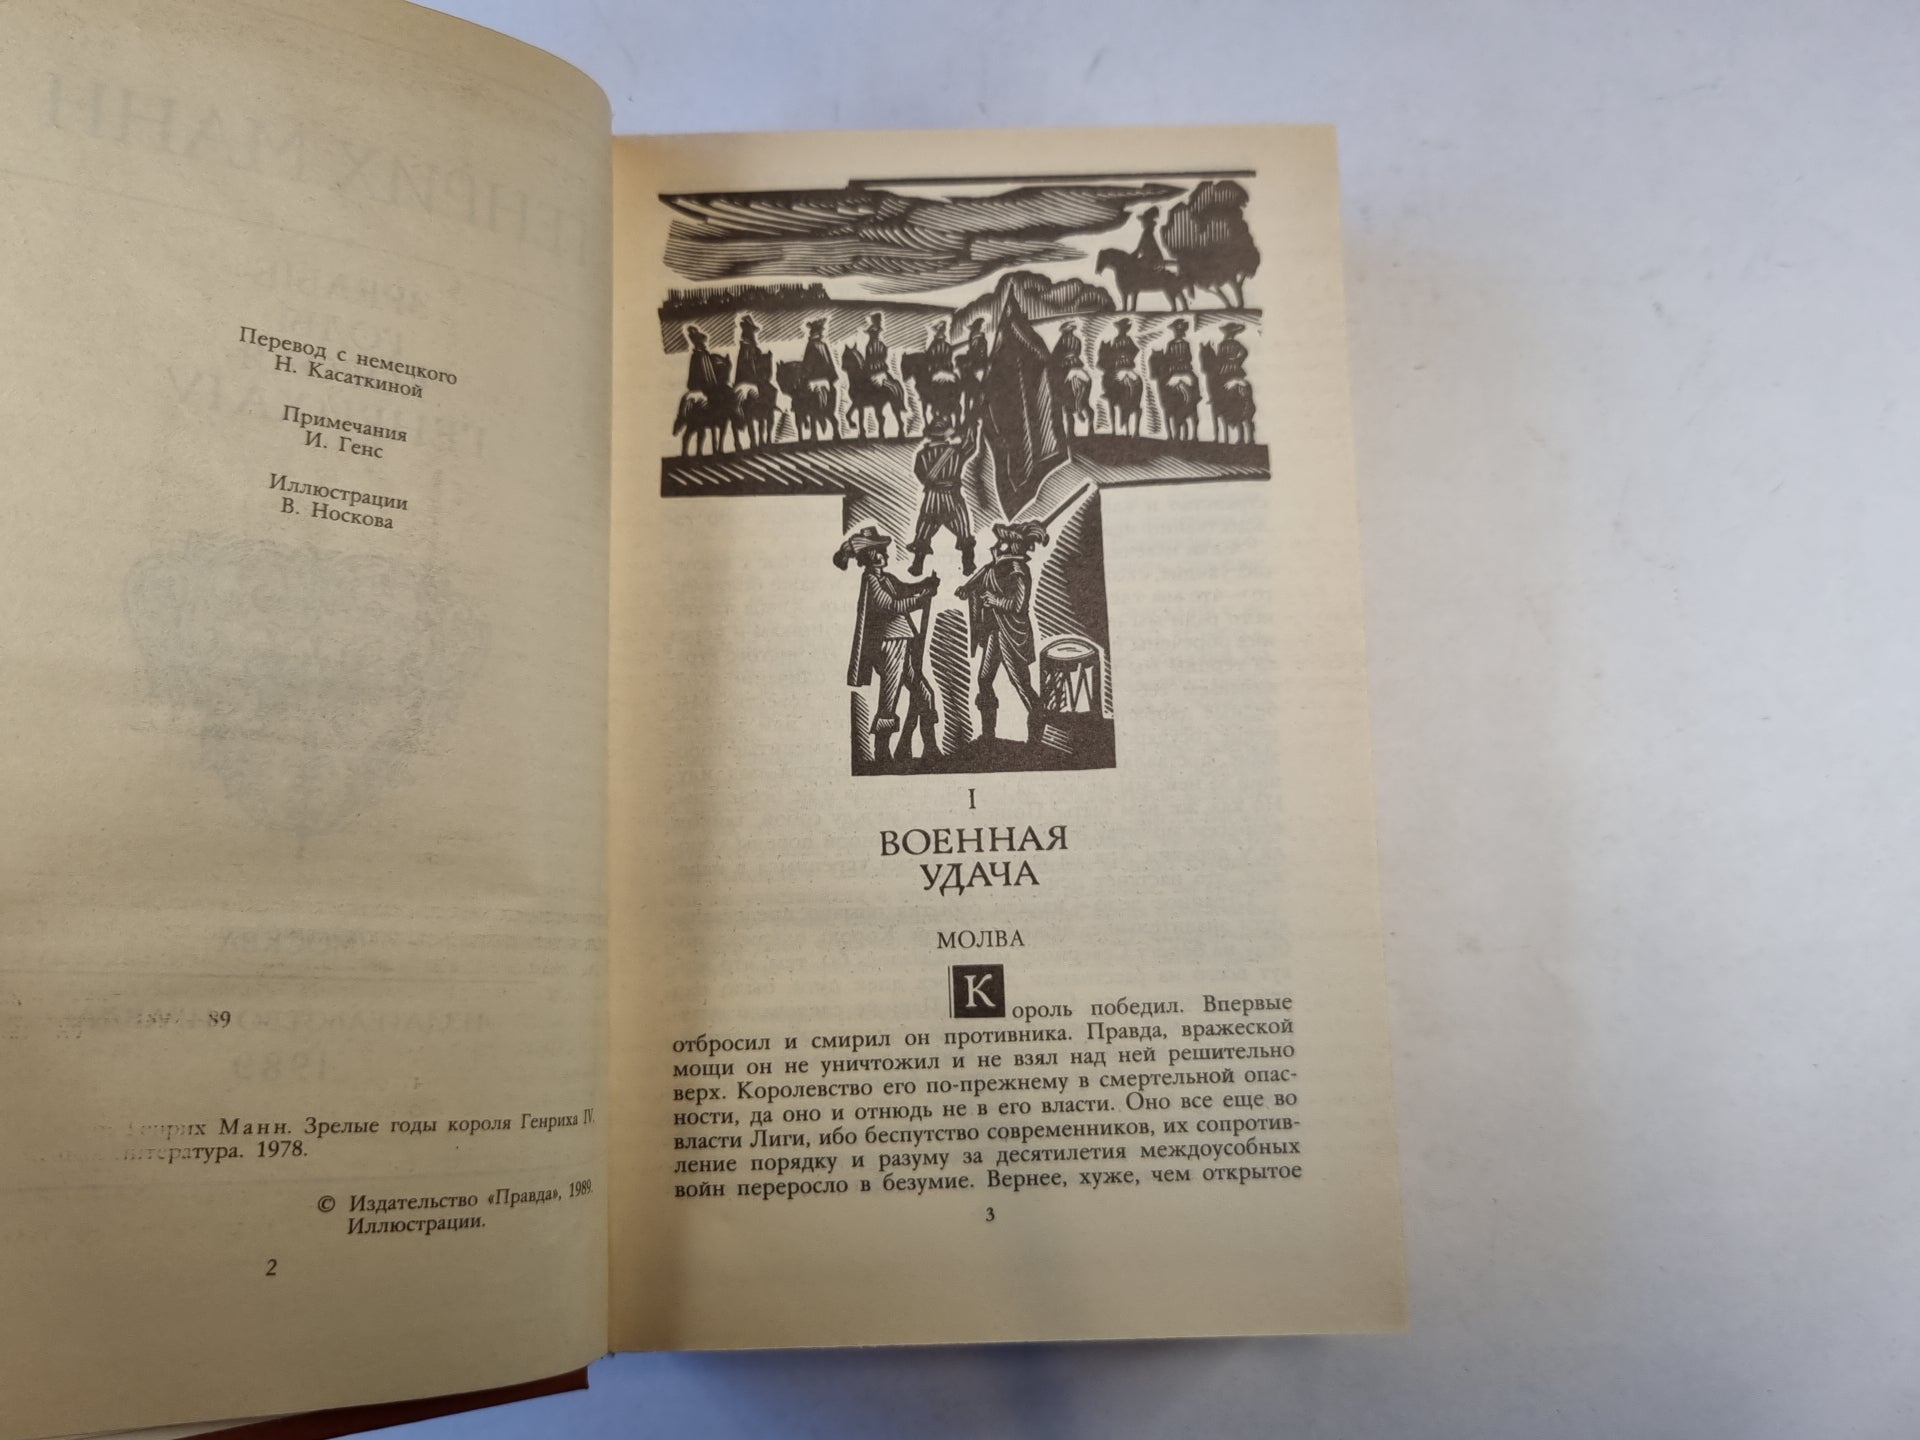 Перевод с немецкого
Н. Касаткиной
Примечания
И. Генс
Иллюстрации
В. Носкова
89
Генрих Манн. Зрелые годы короля Генриха IV.
литература. 1978.
© Издательство «Правда», 1989.
Иллюстрации.
2
I
ВОЕННАЯ
УДАЧА
МОЛВА
Король победил. Впервые
отбросил и смирил он противника. Правда, вражеской
мощи он не уничтожил и не взял над ней решительно
верх. Королевство его по-прежнему в смертельной опас-
ности, да оно и отнюдь не в его власти. Оно все еще во
власти Лиги, ибо беспутство современников, их сопротив-
ление порядку и разуму за десятилетия междоусобных
войн переросло в безумие. Вернее, хуже, чем открытое
3